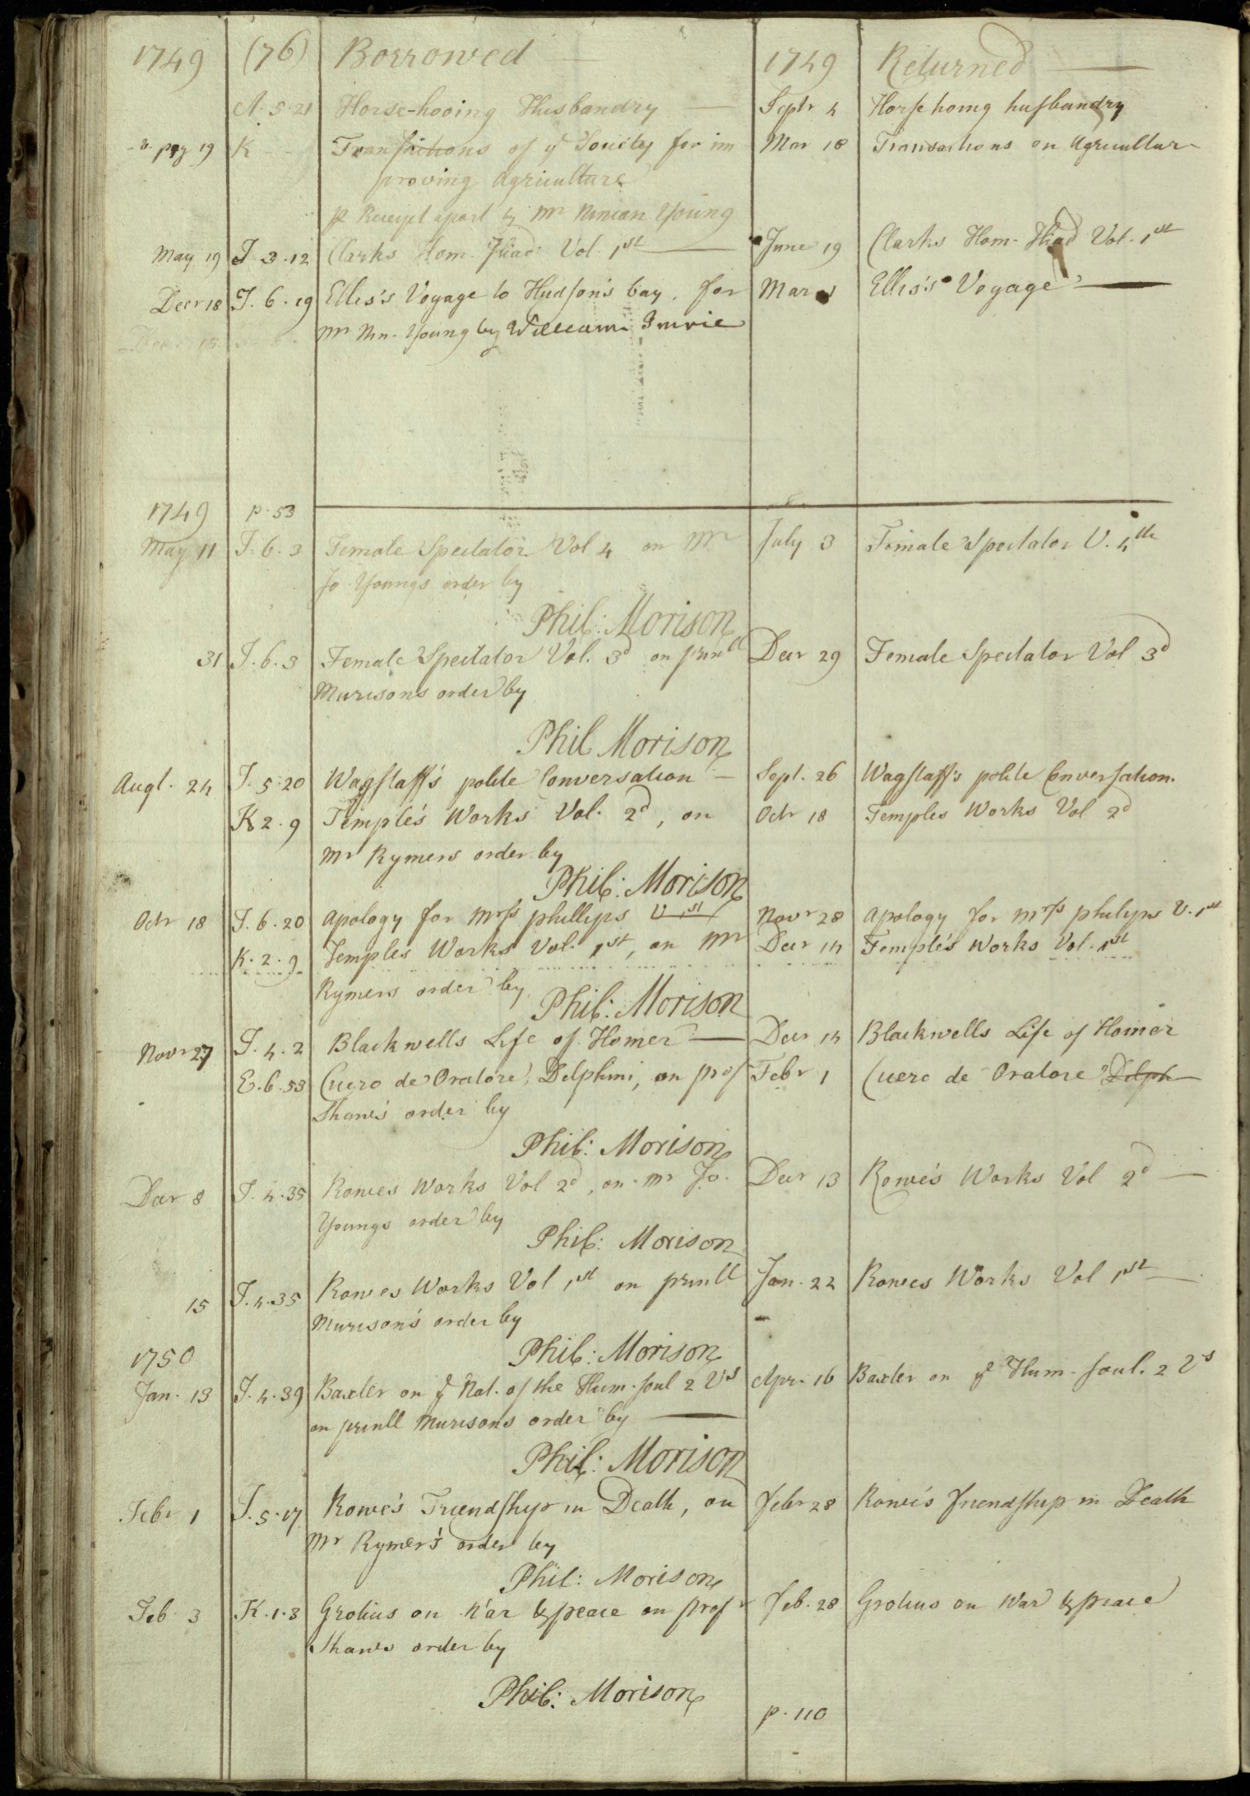 1749 (76) Borrowed 1749 Returned
A. 5. 21 Horse-hooing Husbandry Septr 4 Horse hoing husbandry
19 K Transactions of ye Society for im Mar 18 Transactions on Agricultur
proving Agriculture
pr Receipt apart by Mr Ninian Young
May 19 J. 3. 12 Clarks Hom. Iliad Vol. 1st June 19 Clarks Hom. Iliad Vol. 1st
Decr 18 J. 6. 19 Ellis's Voyage to Hudson's bay, for Mar Ellis's Voyage
Mr Nin. Young by William Imrie
1749 p. 53
May 11 J. 6. 3 Female Spectator Vol 4 on Mr July 3 Female Spectator V. 4th
Jo Youngs order by
Phil: Morison
31 J. 6. 3 Female Spectator Vol. 3d on prinll Decr 29 Female Spectator Vol 3d
Murisons order by
Phil Morison
Augt. 24 J. 5. 20 Wagstaff's polite Conversation Sept. 26 Wagstaff's polite Conversation.
K 2. 9 Temple's Works Vol. 2d, on Octr 18 Temples Works Vol 2d
Mr Rymers order by
Phil: Morison
Octr 18 J. 6. 20 Apology for Mrss phillips V 1st Novr 28 Apology for Mrss philips V. 1st
K. 2. 9 Temples Works Vol. 1st, on Mr Decr 14 Temple's works Vol. 1st
Rymers order by
Phil: Morison
Novr 27 J. 4. 2 Blackwells Life of Homer Decr 14 Blackwells Life of Homer
E. 6. 53 Cicero de Oratore, Delphini, on prof Febr 1 Cicero de Oratore Delph
Shaws order by
Phil: Morison
Decr 8 J. 4. 35 Rowes Works Vol 2d, on Mr Jo. Decr 13 Rowe's Works Vol 2d
Youngs order by
Phil: Morison
15 J. 4. 35 Rowes Works Vol 1st on prinll Jan. 22 Rowes Works Vol 1st
Murison's order by
Phil: Morison
1750
Jan. 13 J. 4. 39 Baxter on ye Nat. of the Hum. soul 2 Vs Apr. 16 Baxter on ye Hum. soul. 2 Vs
on prinll Murisons order by
Phil: Morison
Febr 1 J. 5. 17 Rowe's Friendship in Death, on Febr 28 Rowe's friendship in Death
Mr Rymer's order by
Phil: Morison
Feb. 3 K. 1. 3 Grotius on War & peace on profr Feb. 28 Grotius on War & peace
Shaws order by
Phil: Morison
p. 110